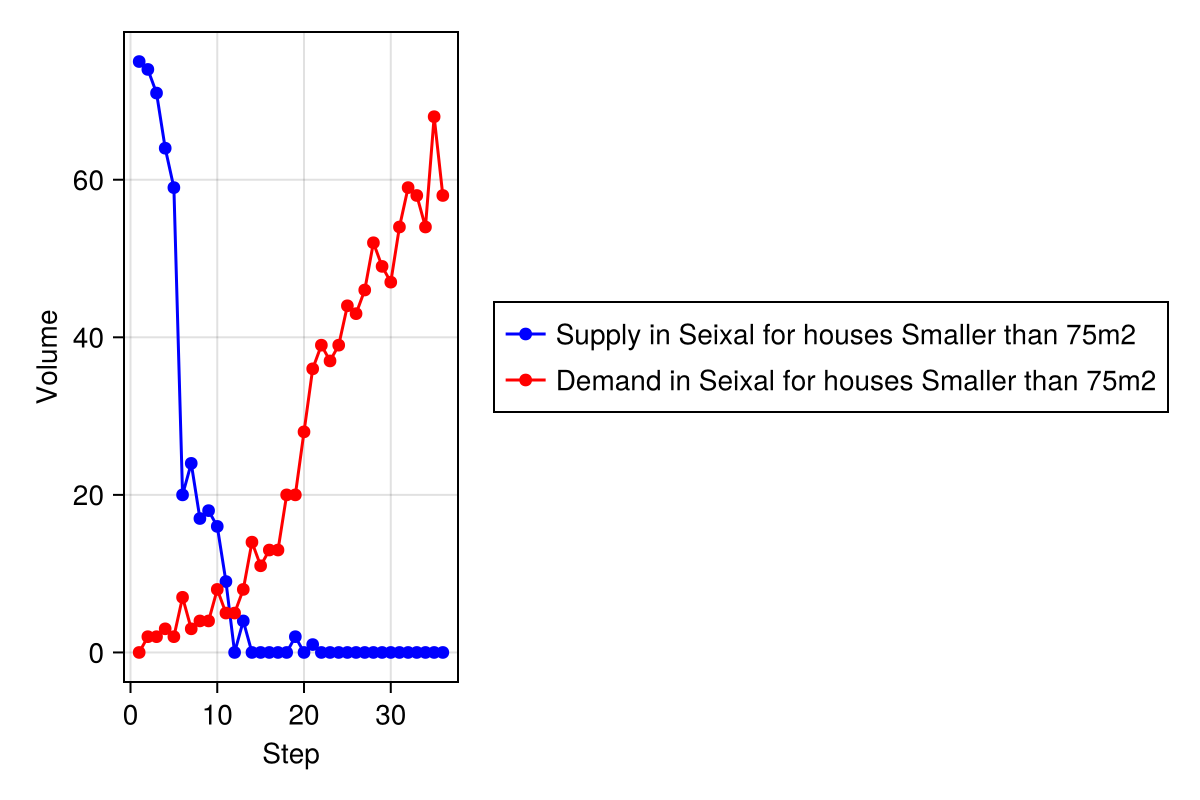 60
40
20
0
Volume
0 10 20 30
Step
Supply in Seixal for houses Smaller than 75m2
Demand in Seixal for houses Smaller than 75m2